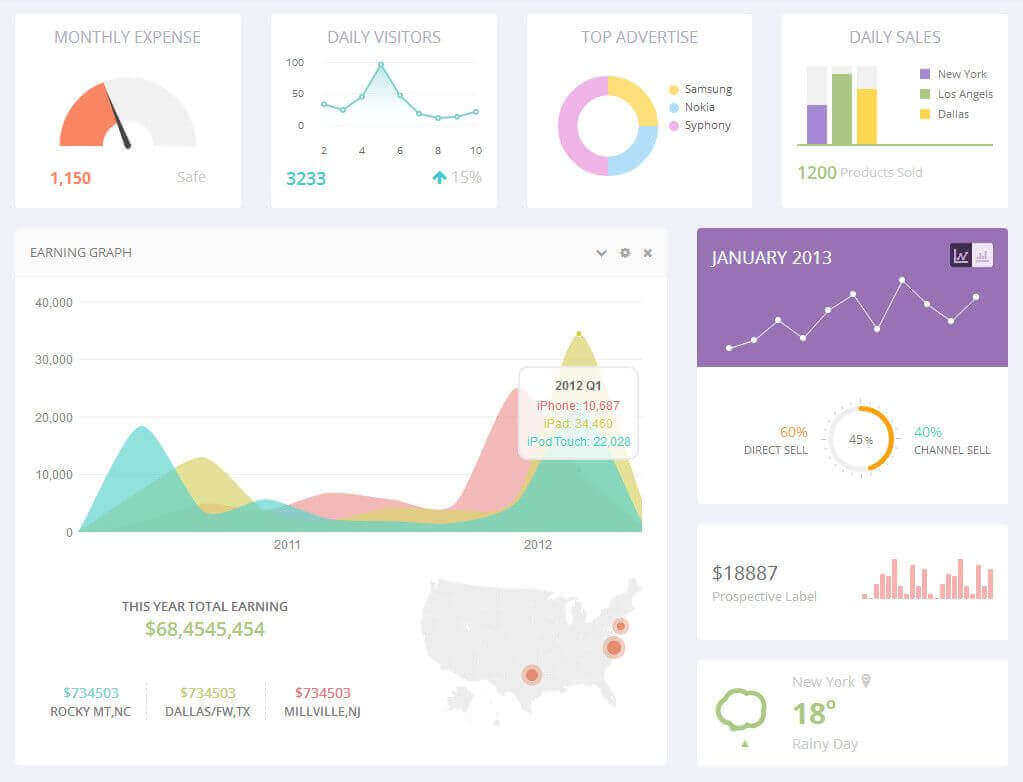 MONTHLY EXPENSE
1,150 Safe
DAILY VISITORS
100
50
0
2 4 6 8 10
3233 15%
TOP ADVERTISE
Samsung
Nokia
Syphony
DAILY SALES
New York
Los Angels
Dallas
1200 Products Sold
EARNING GRAPH
40,000
30,000
20,000
10,000
0
2011 2012
2012 Q1
iPhone: 10,687
iPad: 34,460
iPod Touch: 22,028
THIS YEAR TOTAL EARNING
$68,4545,454
$734503 $734503 $734503
ROCKY MT,NC DALLAS/FW,TX MILLVILLE,NJ
JANUARY 2013
60%
DIRECT SELL
45%
40%
CHANNEL SELL
$18887
Prospective Label
New York
18°
Rainy Day